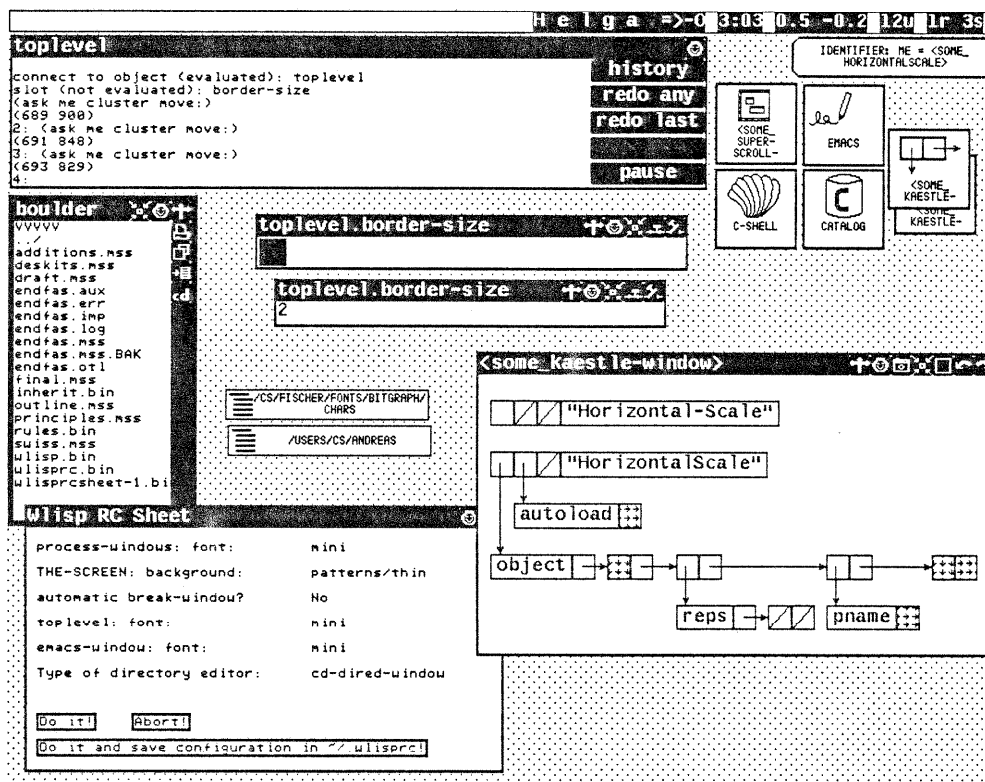 Helga =>-O 3:03 0.5 -0.2 12u 1r 3s
toplevel
connect to object (evaluated): toplevel
slot (not evaluated): border-size
(ask me cluster move:)
(689 900)
2: (ask me cluster move:)
(691 848)
3: (ask me cluster move:)
(693 829)
4:
history
redo any
redo last
pause
IDENTIFIER: ME = <SOME_
HORIZONTALSCALE>
<SOME_
SUPER-
SCROLL-
EMACS
<SOME_
KAESTLE-
<SOME_
KAESTLE-
C-SHELL
C
CATALOG
boulder
VVVVV
../
additions.mss
deskits.mss
draft.mss
endfas.aux
endfas.err
endfas.imp
endfas.log
endfas.mss
endfas.mss.BAK
endfas.otl
final.mss
inherit.bin
outline.mss
principles.mss
rules.bin
swiss.mss
wlisp.bin
wlisprc.bin
wlisprcsheet-1.bi
cd
toplevel.border-size
toplevel.border-size
2
/CS/FISCHER/FONTS/BITGRAPH/
CHARS
/USERS/CS/ANDREAS
<some_kaestle-window>
"Horizontal-Scale"
"HorizontalScale"
autoload
object
reps
pname
Wlisp RC Sheet
process-windows: font: mini
THE-SCREEN: background: patterns/thin
automatic break-window? No
toplevel: font: mini
emacs-window: font: mini
Type of directory editor: cd-dired-window
Do it! Abort!
Do it and save configuration in ~/.wlisprc!